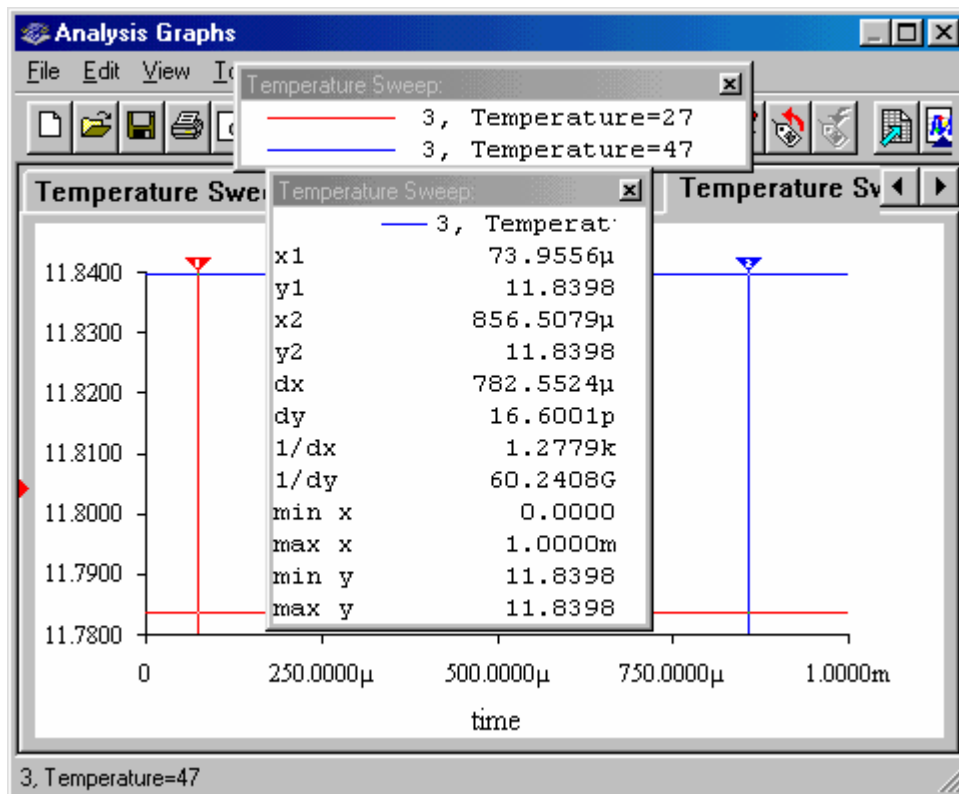 Analysis Graphs
File Edit View
Temperature Sweep:
3, Temperature=27
3, Temperature=47
Temperature Sweep:
Temperature
3, Temperat
x1 73.9556µ
y1 11.8398
x2 856.5079µ
y2 11.8398
dx 782.5524µ
dy 16.6001p
1/dx 1.2779k
1/dy 60.2408G
min x 0.0000
max x 1.0000m
min y 11.8398
max y 11.8398
Temperature
1
2
11.8400
11.8300
11.8200
11.8100
11.8000
11.7900
11.7800
0 250.0000µ 500.0000µ 750.0000µ 1.0000m
time
3, Temperature=47